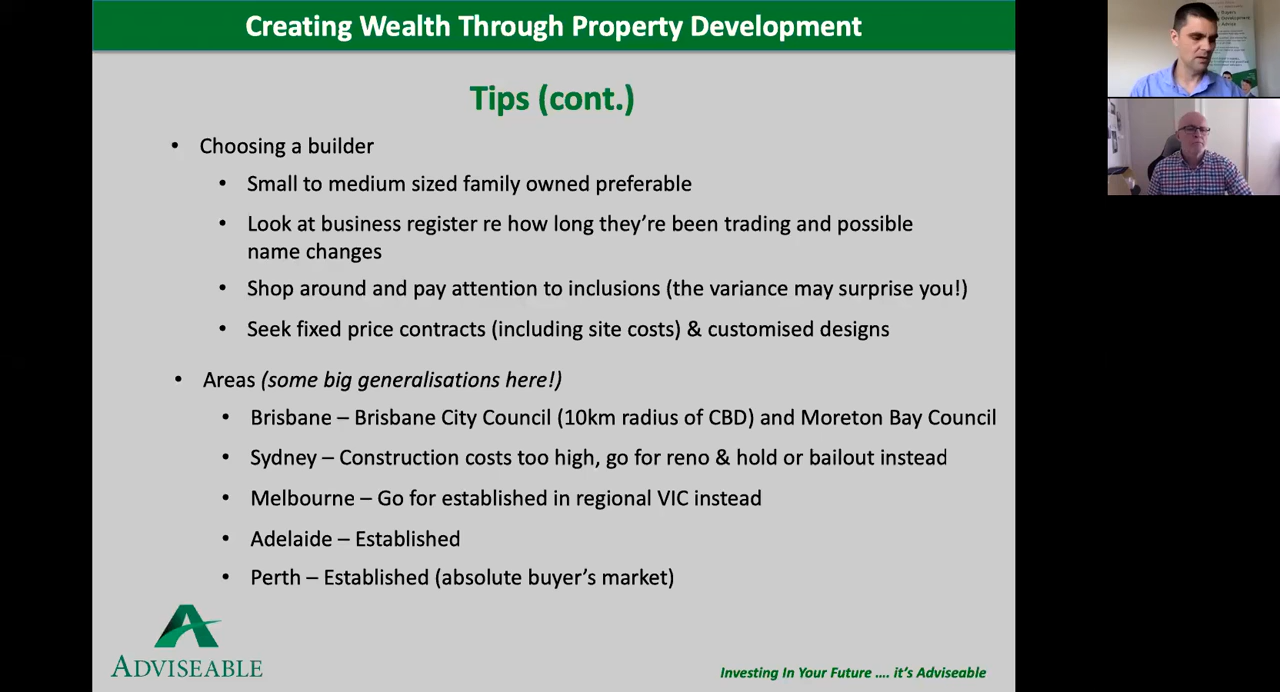 Creating Wealth Through Property Development
Tips (cont.)
• Choosing a builder
• Small to medium sized family owned preferable
• Look at business register re how long they’re been trading and possible
name changes
• Shop around and pay attention to inclusions (the variance may surprise you!)
• Seek fixed price contracts (including site costs) & customised designs
• Areas (some big generalisations here!)
• Brisbane – Brisbane City Council (10km radius of CBD) and Moreton Bay Council
• Sydney – Construction costs too high, go for reno & hold or bailout instead
• Melbourne – Go for established in regional VIC instead
• Adelaide – Established
• Perth – Established (absolute buyer’s market)
ADVISEABLE
Investing In Your Future .... it’s Adviseable